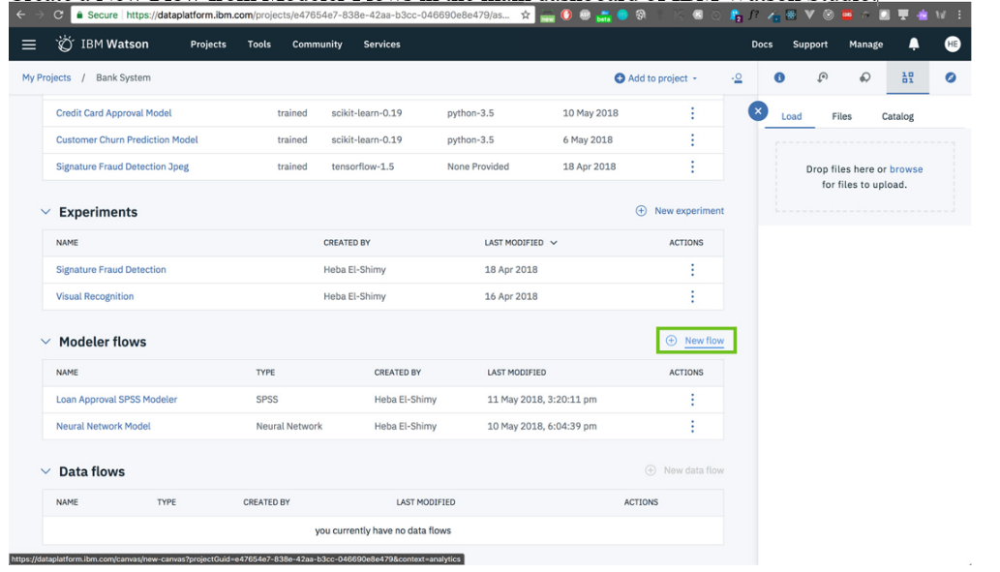 Secure https://dataplatform.ibm.com/projects/e47654e7-838e-42aa-b3cc-046690e8e479/as...
IBM Watson Projects Tools Community Services Docs Support Manage HE
My Projects / Bank System Add to project
Load Files Catalog
Credit Card Approval Model trained scikit-learn-0.19 python-3.5 10 May 2018
Customer Churn Prediction Model trained scikit-learn-0.19 python-3.5 6 May 2018
Signature Fraud Detection Jpeg trained tensorflow-1.5 None Provided 18 Apr 2018
Drop files here or browse
for files to upload.
Experiments New experiment
NAME CREATED BY LAST MODIFIED ACTIONS
Signature Fraud Detection Heba El-Shimy 18 Apr 2018
Visual Recognition Heba El-Shimy 16 Apr 2018
Modeler flows New flow
NAME TYPE CREATED BY LAST MODIFIED ACTIONS
Loan Approval SPSS Modeler SPSS Heba El-Shimy 11 May 2018, 3:20:11 pm
Neural Network Model Neural Network Heba El-Shimy 10 May 2018, 6:04:39 pm
Data flows New data flow
NAME TYPE CREATED BY LAST MODIFIED ACTIONS
you currently have no data flows
https://dataplatform.ibm.com/canvas/new-canvas?projectGuid=e47654e7-838e-42aa-b3cc-046690e8e479&context=analytics